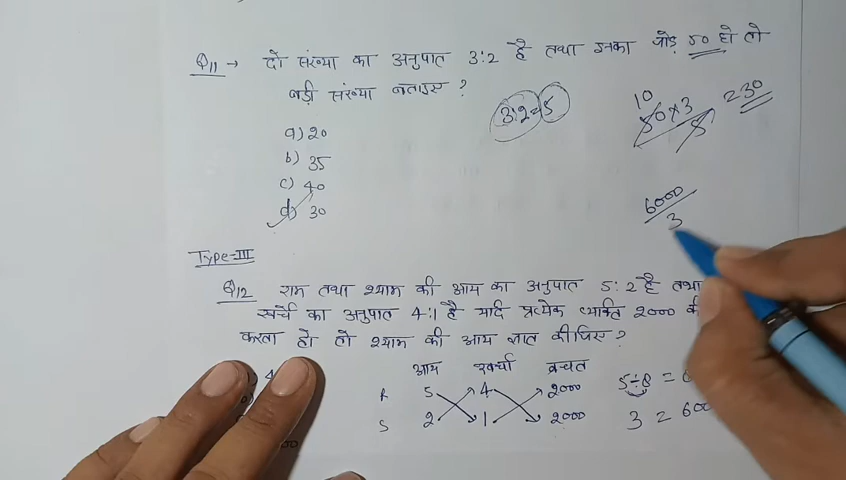 Q11 → दो संख्या का अनुपात 3:2 है तथा उनका जोड़ 50 हो तो
बड़ी संख्या बताइए ?
3:2=5
10
50×3
5
=30
a) 20
b) 35
c) 40
d) 30
6000
3
Type-III
Q12 राम तथा श्याम की आय का अनुपात 5:2 है तथा
खर्चे का अनुपात 4:1 है यदि प्रत्येक व्यक्ति 2000 की
करता हो तो श्याम की आय ज्ञात कीजिए ?
आय खर्चा बचत
R 5 4 2000
S 2 1 2000
5÷8 =
3 = 600